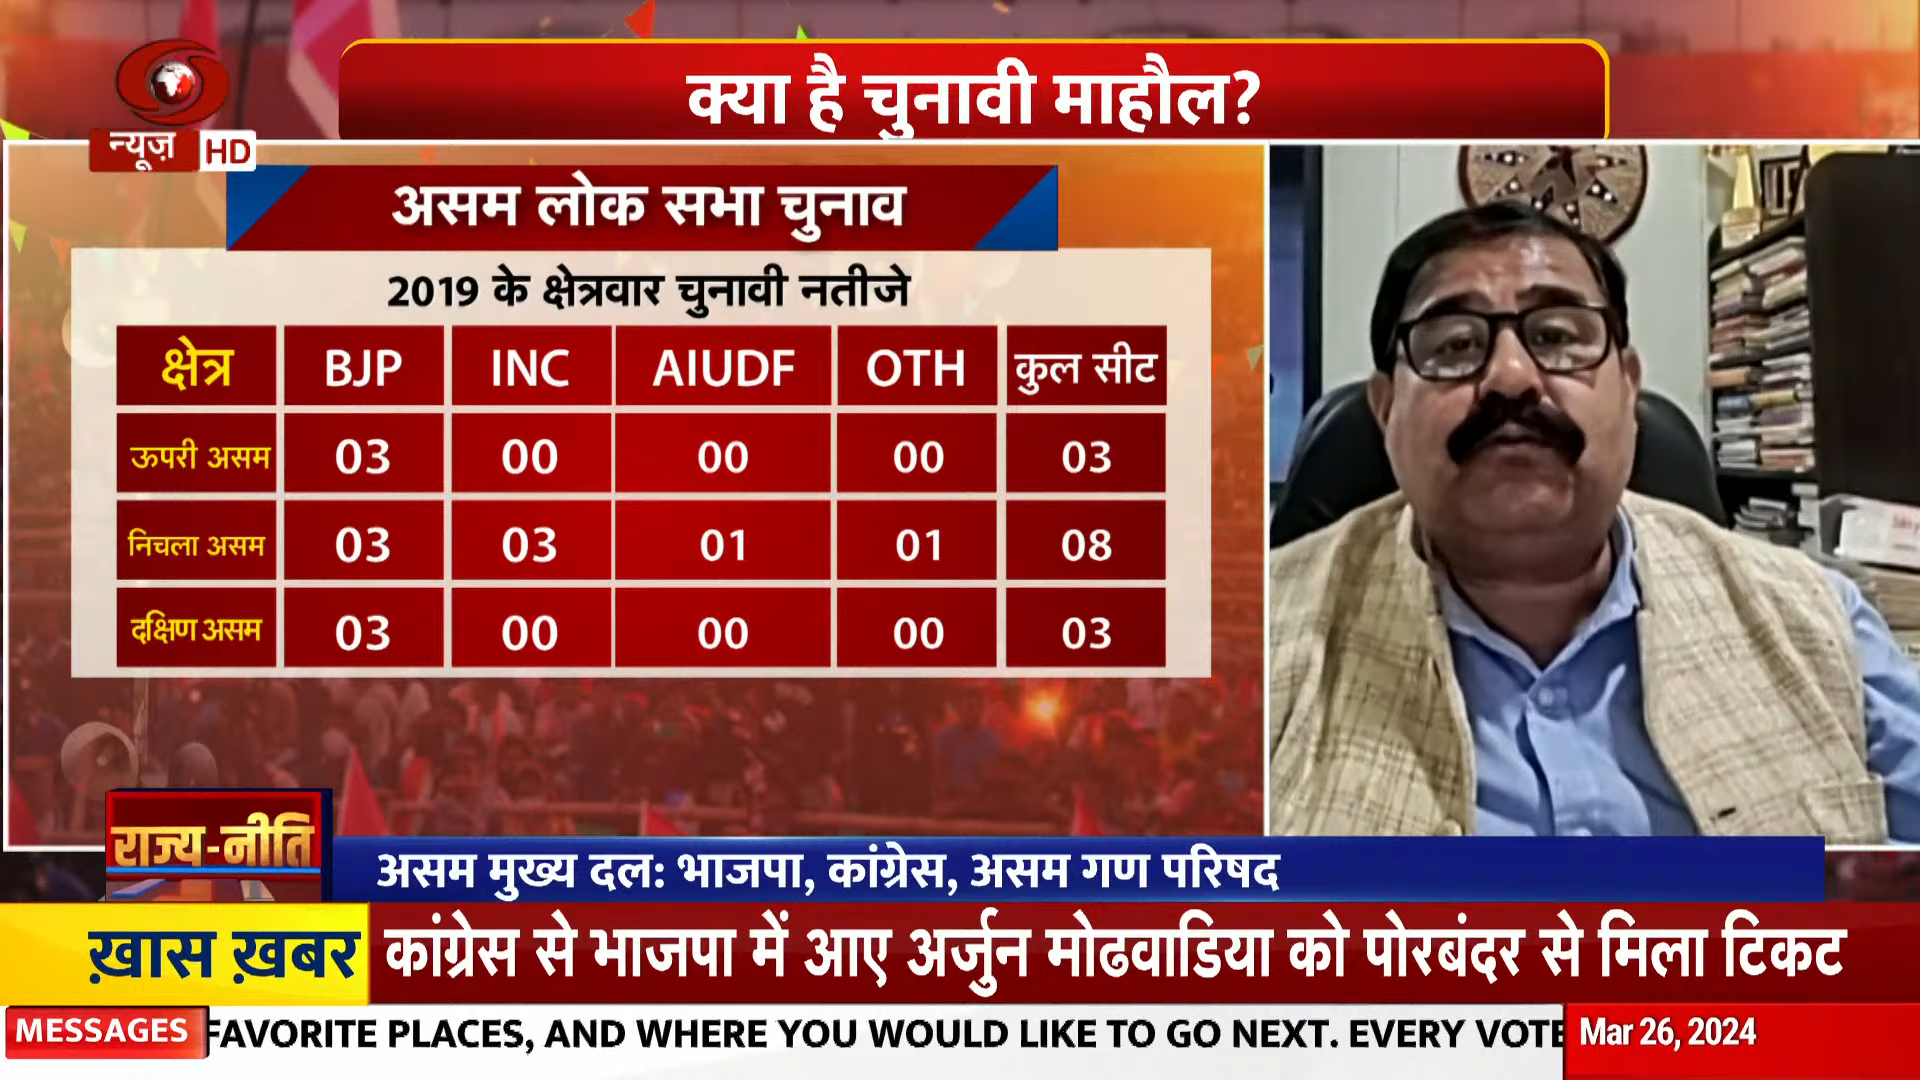 क्या है चुनावी माहौल?
न्यूज़ HD
असम लोक सभा चुनाव
2019 के क्षेत्रवार चुनावी नतीजे
क्षेत्र BJP INC AIUDF OTH कुल सीट
ऊपरी असम 03 00 00 00 03
निचला असम 03 03 01 01 08
दक्षिण असम 03 00 00 00 03
राज्य-नीति
असम मुख्य दल: भाजपा, कांग्रेस, असम गण परिषद
ख़ास ख़बर कांग्रेस से भाजपा में आए अर्जुन मोढवाडिया को पोरबंदर से मिला टिकट
MESSAGES FAVORITE PLACES, AND WHERE YOU WOULD LIKE TO GO NEXT. EVERY VOTE Mar 26, 2024